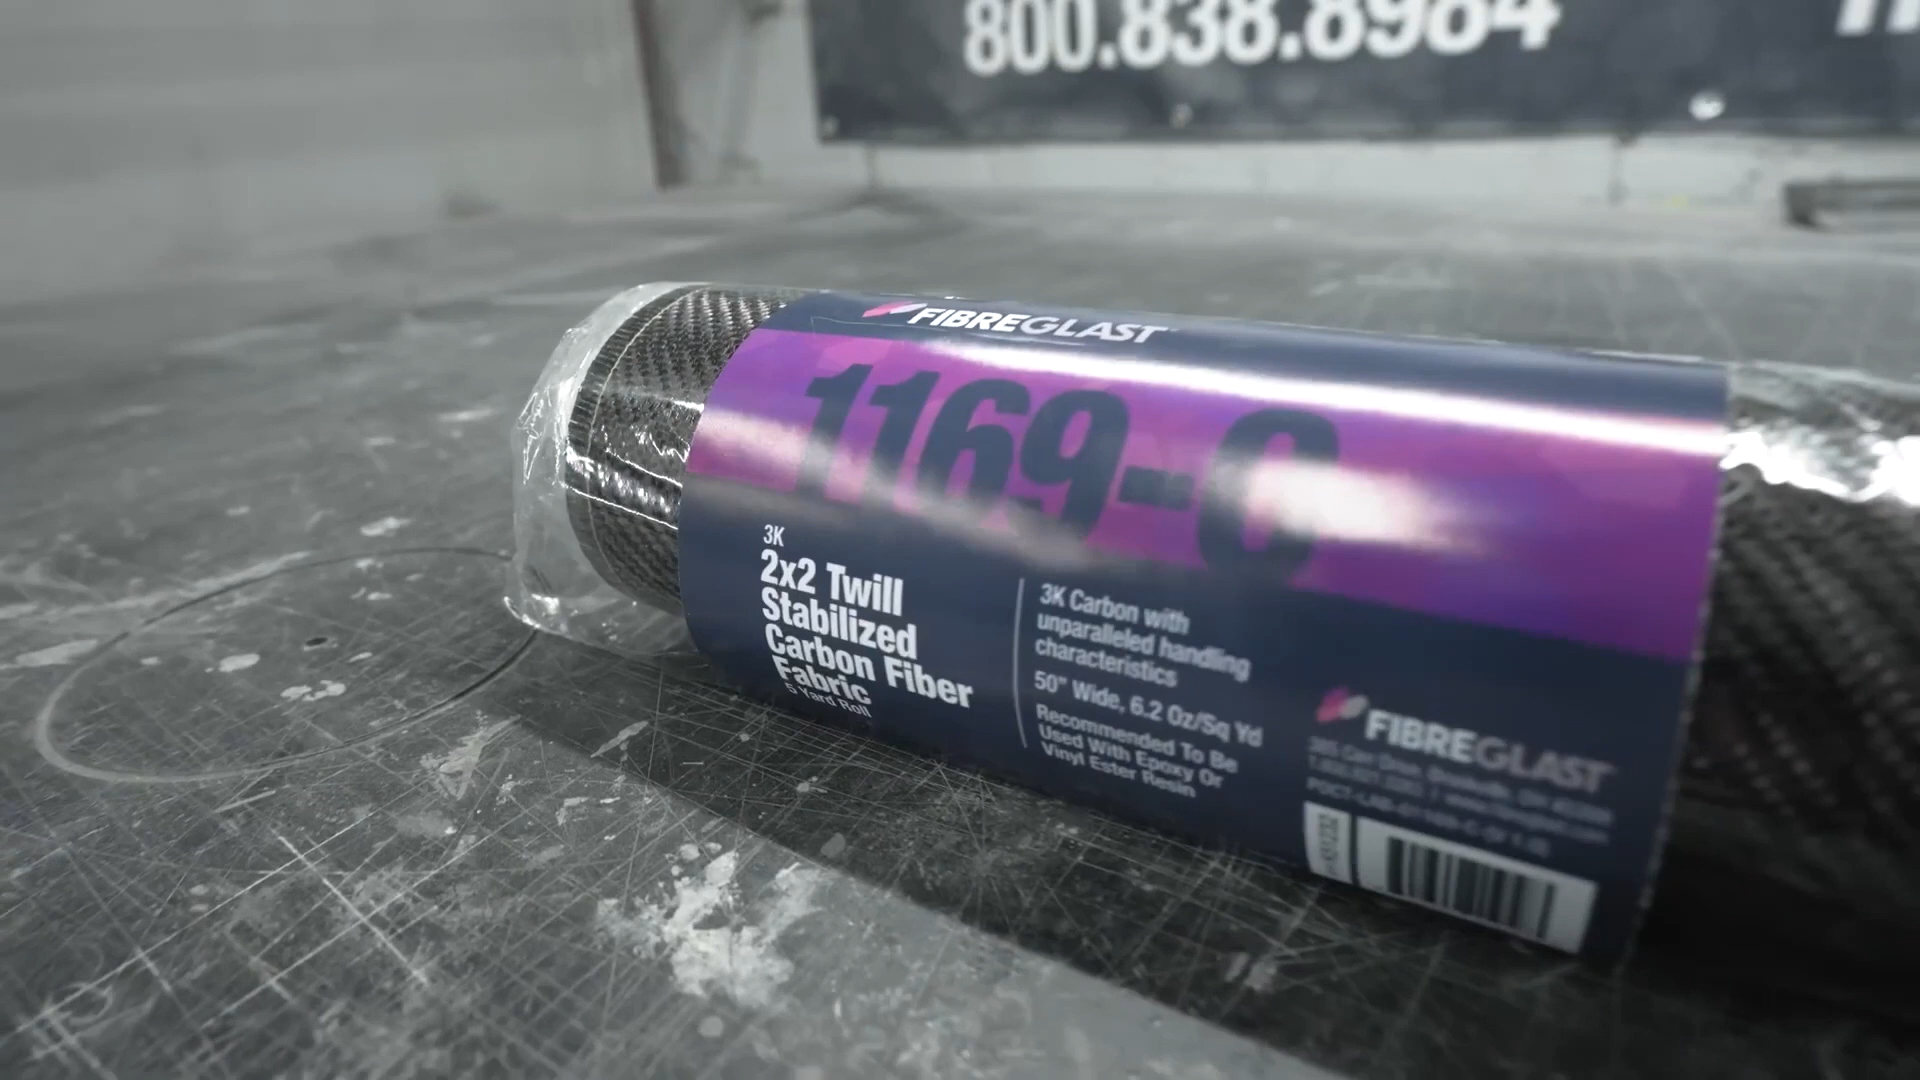 800.838.8984
FIBREGLAST
1169-C
3K
2x2 Twill
Stabilized
Carbon Fiber
Fabric
5 Yard Roll
3K Carbon with
unparalleled handling
characteristics
50" Wide, 6.2 Oz/Sq Yd
Recommended To Be
Used With Epoxy Or
Vinyl Ester Resin
FIBREGLAST